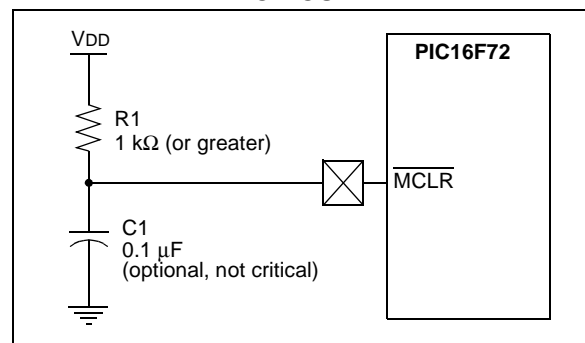 VDD
PIC16F72
R1
1 kΩ (or greater)
MCLR
C1
0.1 μF
(optional, not critical)